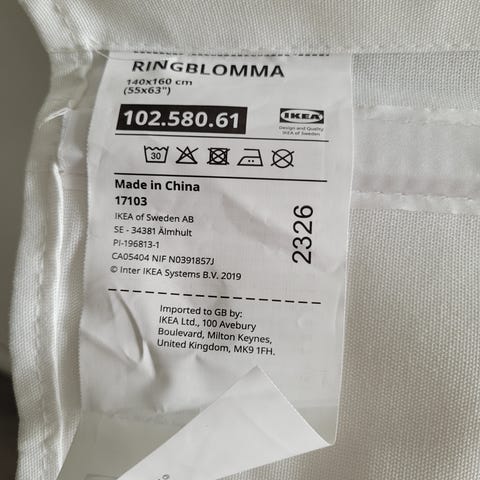 RINGBLOMMA
140x160 cm
(55x63")
102.580.61
IKEA
Design and Quality
IKEA of Sweden
30
Made in China
17103
IKEA of Sweden AB
SE - 34381 Älmhult
PI-196813-1
CA05404 NIF N0391857J
© Inter IKEA Systems B.V. 2019
2326
Imported to GB by:
IKEA Ltd., 100 Avebury
Boulevard, Milton Keynes,
United Kingdom, MK9 1FH.